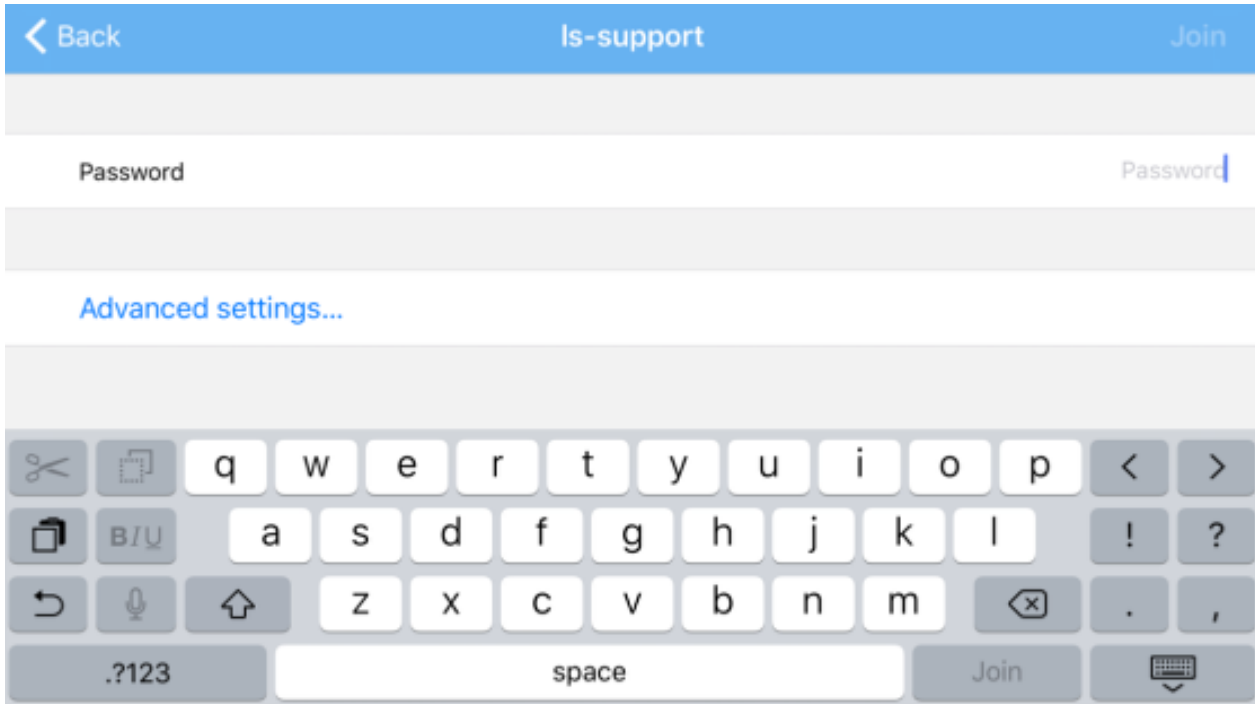 Back ls-support Join
Password Password
Advanced settings...
q w e r t y u i o p < >
B I U a s d f g h j k l ! ?
z x c v b n m . ,
.?123 space Join